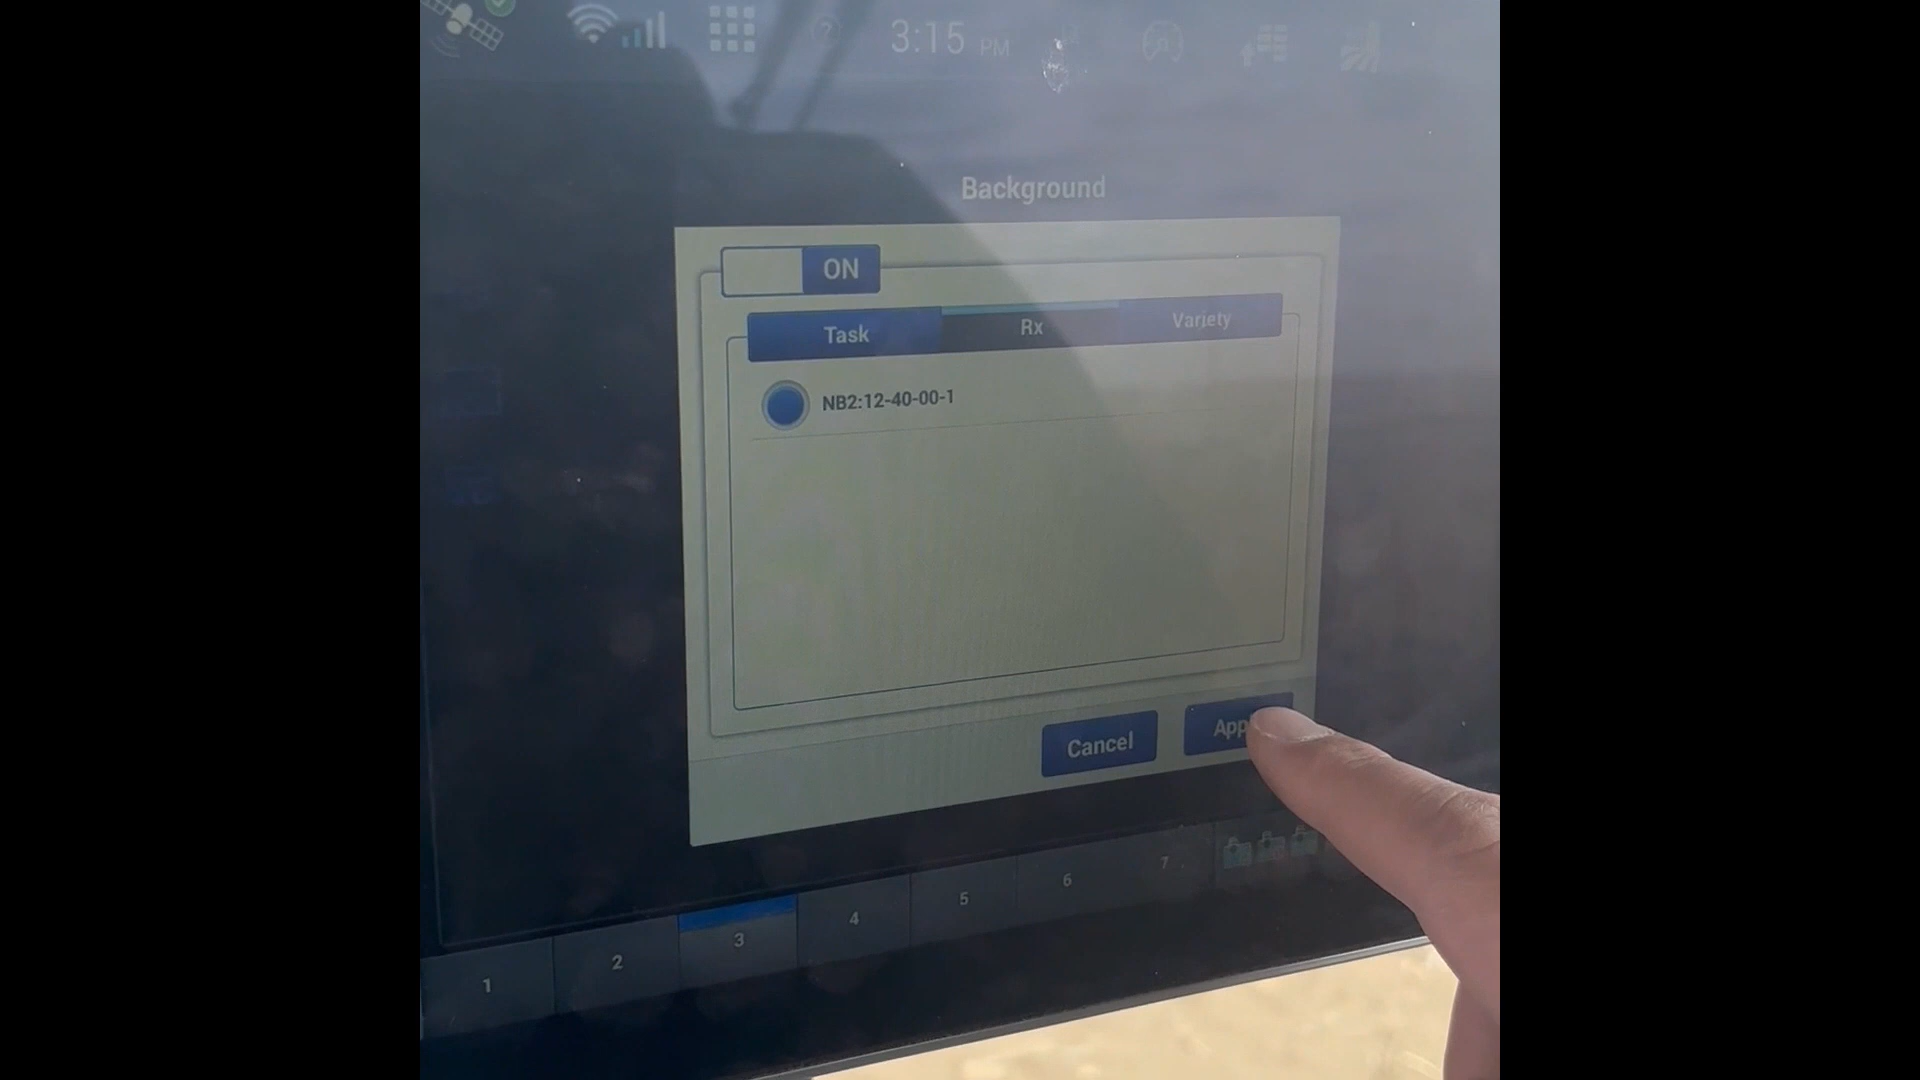 3:15 PM
Background
ON
Task Rx Variety
NB2:12-40-00-1
Cancel App
1 2 3 4 5 6 7